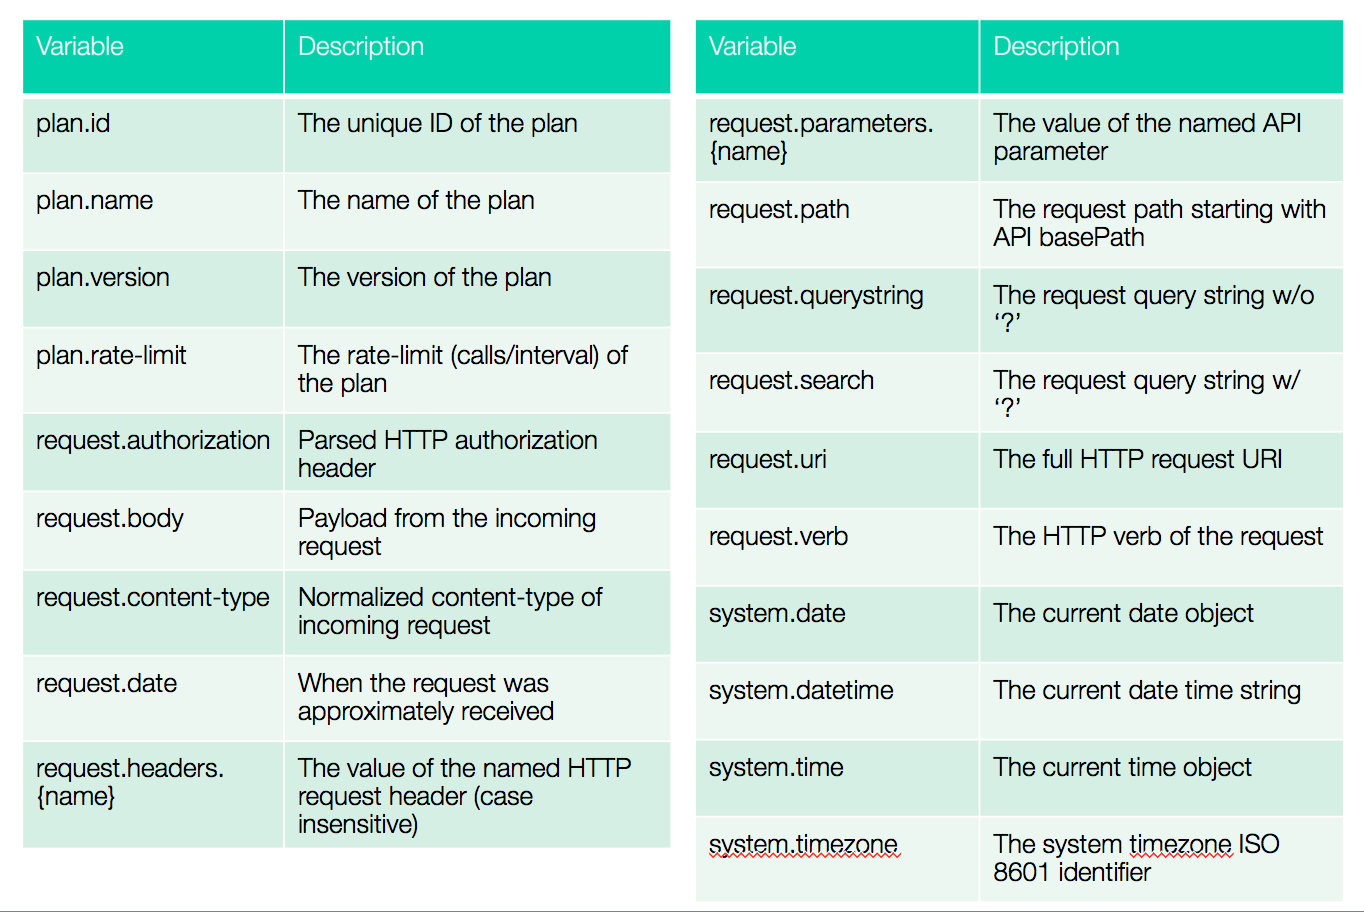 Variable
Description
plan.id
The unique ID of the plan
plan.name
The name of the plan
plan.version
The version of the plan
plan.rate-limit
The rate-limit (calls/interval) of
the plan
request.authorization
Parsed HTTP authorization
header
request.body
Payload from the incoming
request
request.content-type
Normalized content-type of
incoming request
request.date
When the request was
approximately received
request.headers.
{name}
The value of the named HTTP
request header (case
insensitive)
Variable
Description
request.parameters.
{name}
The value of the named API
parameter
request.path
The request path starting with
API basePath
request.querystring
The request query string w/o
‘?’
request.search
The request query string w/
‘?’
request.uri
The full HTTP request URI
request.verb
The HTTP verb of the request
system.date
The current date object
system.datetime
The current date time string
system.time
The current time object
system.timezone
The system timezone ISO
8601 identifier